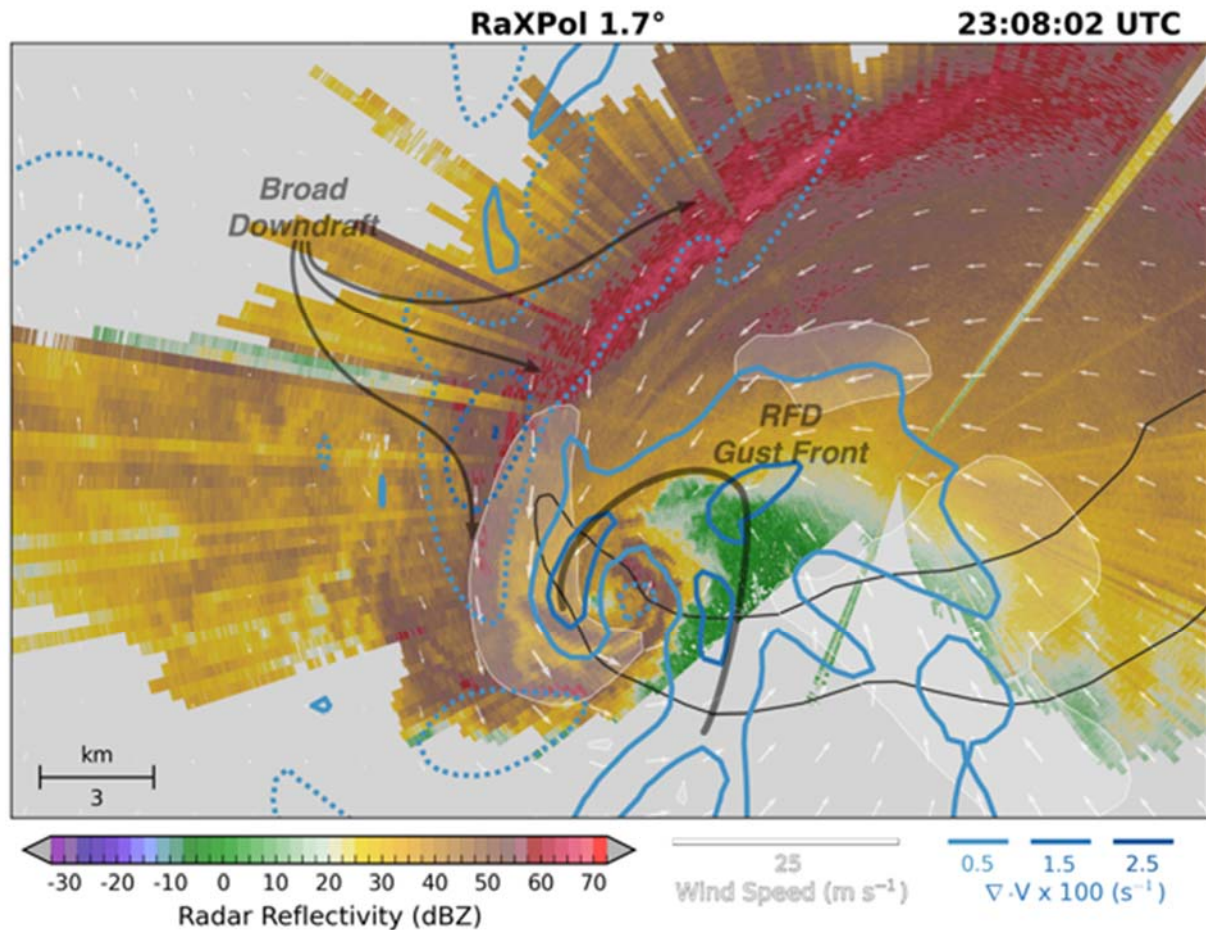 RaXPol 1.7°
23:08:02 UTC
Broad
Downdraft
RFD
Gust Front
km
3
-30 -20 -10 0 10 20 30 40 50 60 70
Radar Reflectivity (dBZ)
25
Wind Speed (m s⁻¹)
0.5 1.5 2.5
∇·V x 100 (s⁻¹)